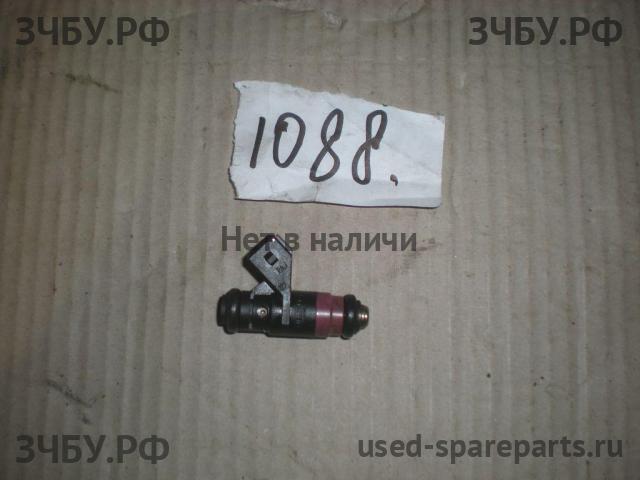 ЗЧБУ.РФ ЗЧБУ.РФ
1088.
Нет в наличи
ЗЧБУ.РФ used-spareparts.ru